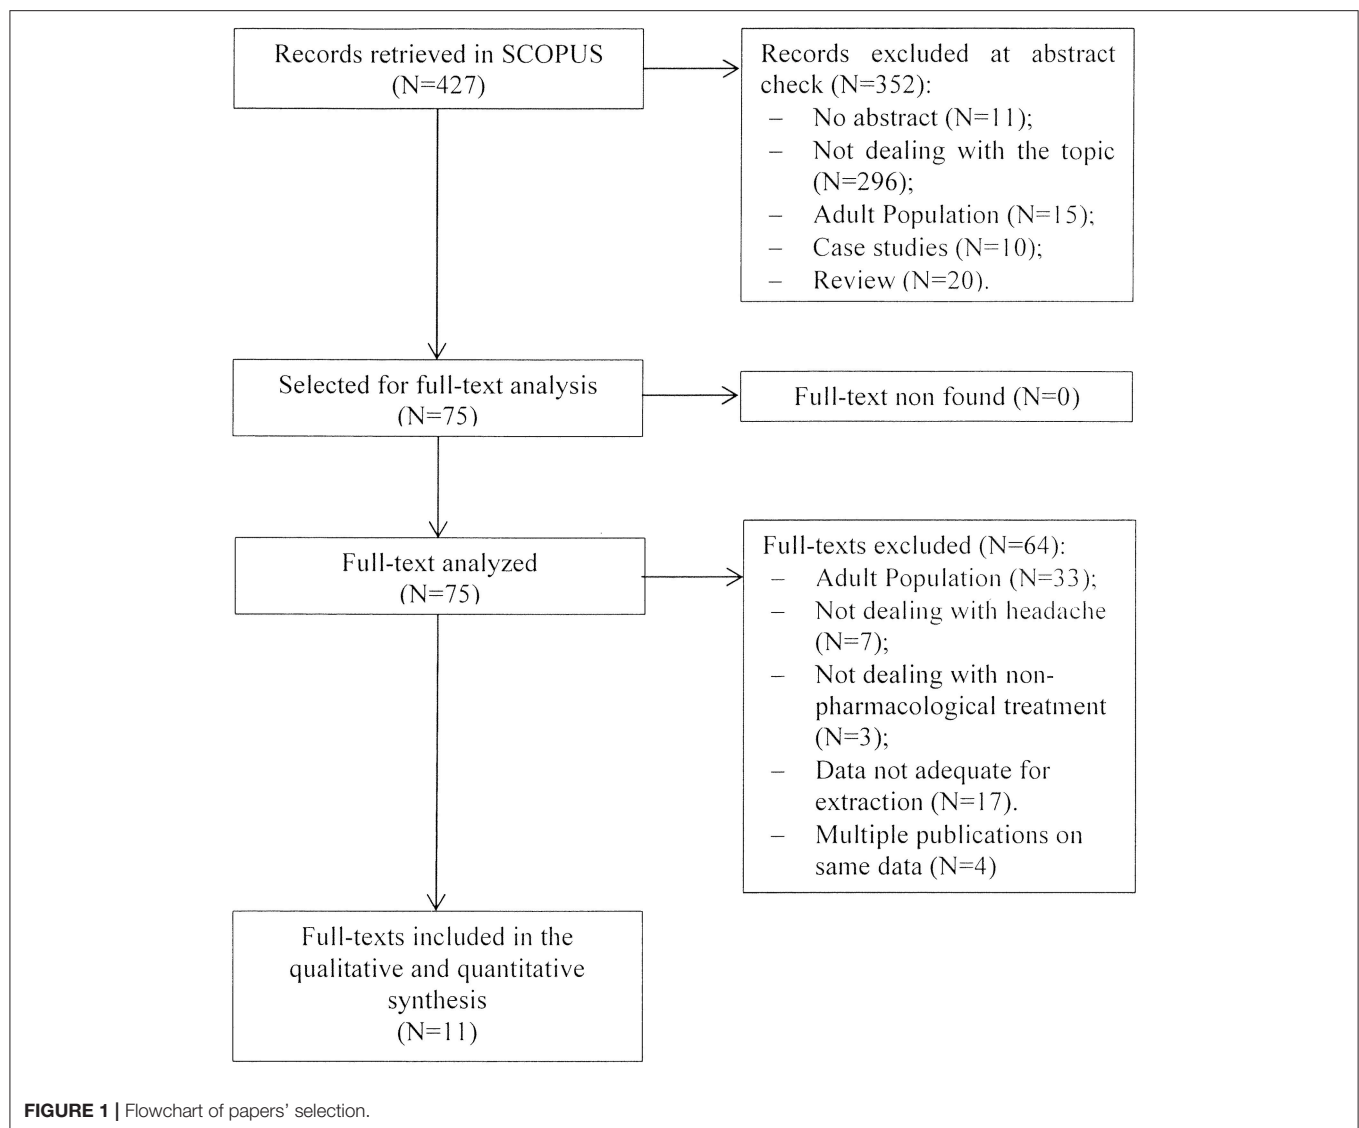 Records retrieved in SCOPUS
(N=427)
Records excluded at abstract
check (N=352):
– No abstract (N=11);
– Not dealing with the topic
(N=296);
– Adult Population (N=15);
– Case studies (N=10);
– Review (N=20).
Selected for full-text analysis
(N=75)
Full-text non found (N=0)
Full-text analyzed
(N=75)
Full-texts excluded (N=64):
– Adult Population (N=33);
– Not dealing with headache
(N=7);
– Not dealing with non-
pharmacological treatment
(N=3);
– Data not adequate for
extraction (N=17).
– Multiple publications on
same data (N=4)
Full-texts included in the
qualitative and quantitative
synthesis
(N=11)
FIGURE 1 | Flowchart of papers' selection.